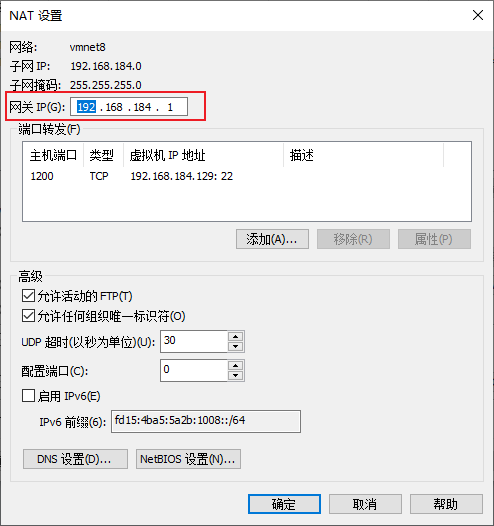 NAT 设置
网络: vmnet8
子网 IP: 192.168.184.0
子网掩码: 255.255.255.0
网关 IP(G): 192 . 168 . 184 . 1
端口转发(F)
主机端口 类型 虚拟机 IP 地址 描述
1200 TCP 192.168.184.129: 22
添加(A)... 移除(R) 属性(P)
高级
允许活动的 FTP(T)
允许任何组织唯一标识符(O)
UDP 超时(以秒为单位)(U): 30
配置端口(C): 0
启用 IPv6(E)
IPv6 前缀(6): fd15:4ba5:5a2b:1008::/64
DNS 设置(D)... NetBIOS 设置(N)...
确定 取消 帮助